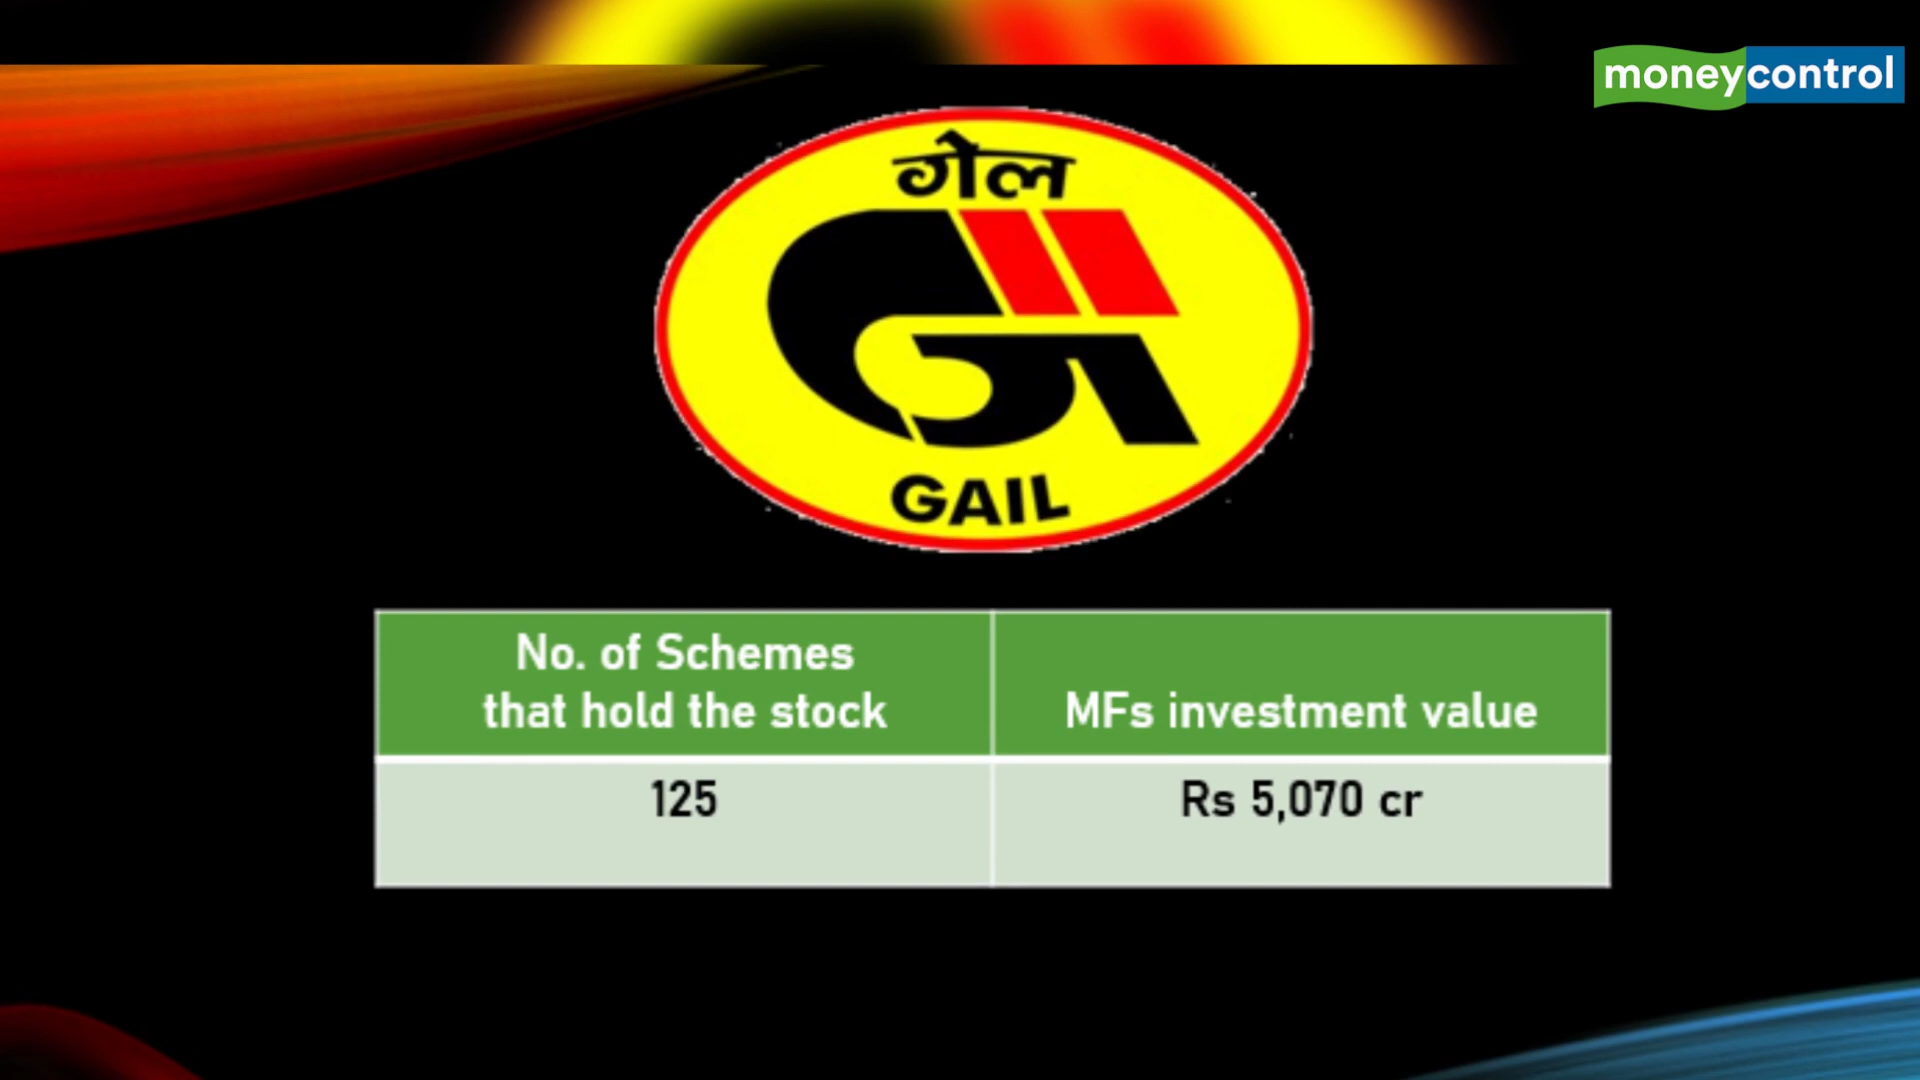 moneycontrol
गेल
GAIL
No. of Schemes
that hold the stock
MFs investment value
125
Rs 5,070 cr